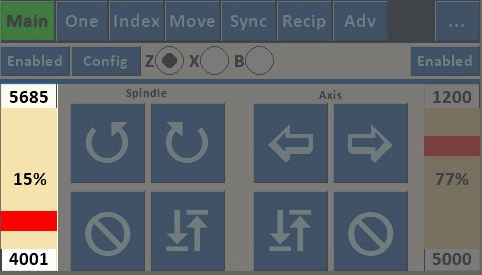 Main One Index Move Sync Recip Adv ...
Enabled Config Z X B Enabled
5685 Spindle Axis 1200
15% 77%
4001 5000